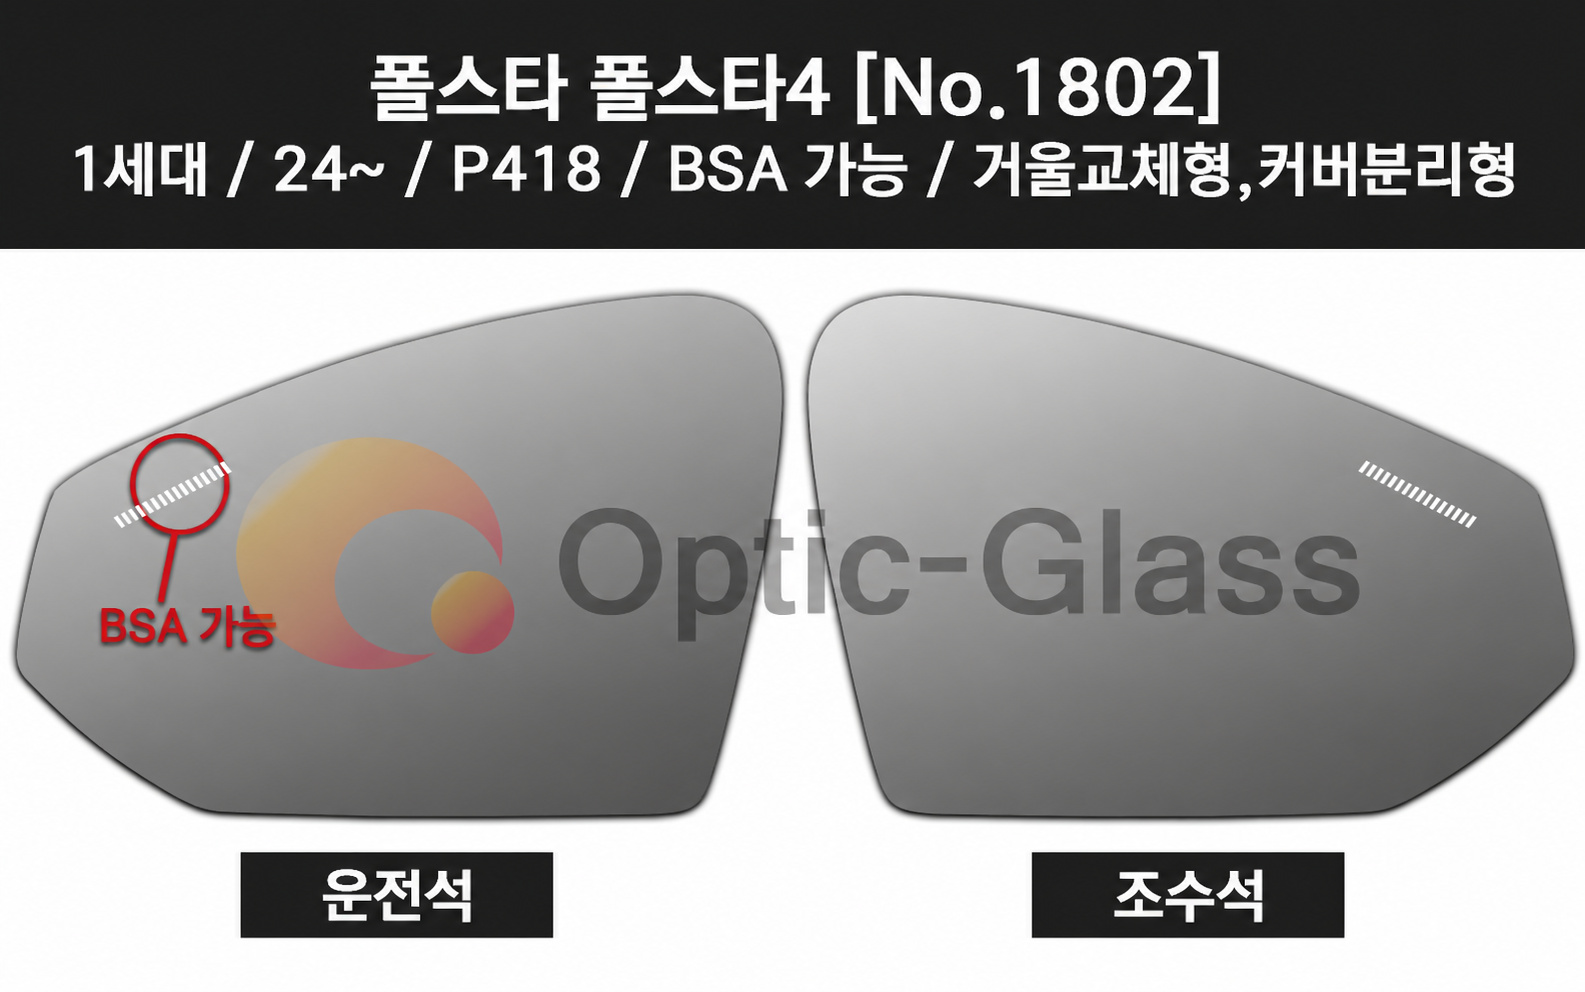 폴스타 폴스타4 [No.1802]
1세대 / 24~ / P418 / BSA 가능 / 거울교체형,커버분리형
BSA 가능
Optic-Glass
운전석
조수석